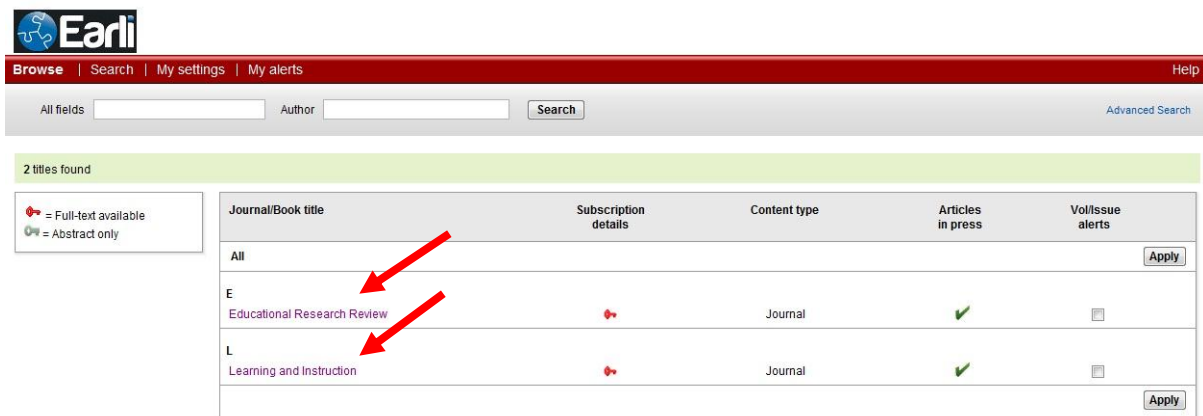 Earli
Browse | Search | My settings | My alerts Help
All fields Author Search Advanced Search
2 titles found
= Full-text available
= Abstract only
Journal/Book title Subscription details Content type Articles in press Vol/Issue alerts
All Apply
E
Educational Research Review Journal
L
Learning and Instruction Journal
Apply